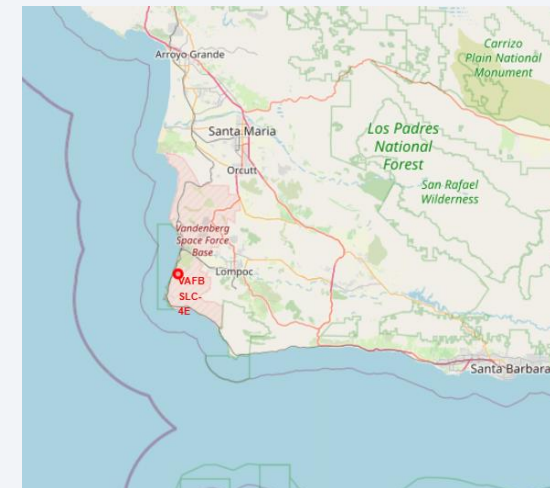 Carrizo
Plain National
Monument
Arroyo Grande
Santa Maria
Los Padres
National
Forest
Orcutt
San Rafael
Wilderness
Vandenberg
Space Force
Base
Lompoc
VAFB
SLC-
4E
Santa Barbara